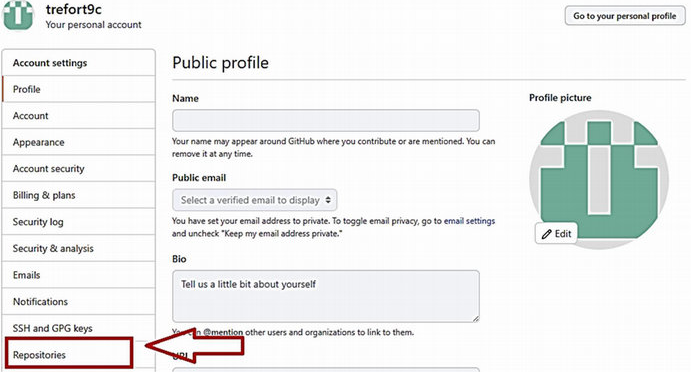 trefort9c
Your personal account
Go to your personal profile
Account settings
Profile
Account
Appearance
Account security
Billing & plans
Security log
Security & analysis
Emails
Notifications
SSH and GPG keys
Repositories
Public profile
Name
Your name may appear around GitHub where you contribute or are mentioned. You can
remove it at any time.
Public email
Select a verified email to display
You have set your email address to private. To toggle email privacy, go to email settings
and uncheck "Keep my email address private."
Bio
Tell us a little bit about yourself
You can @mention other users and organizations to link to them.
URL
Profile picture
Edit